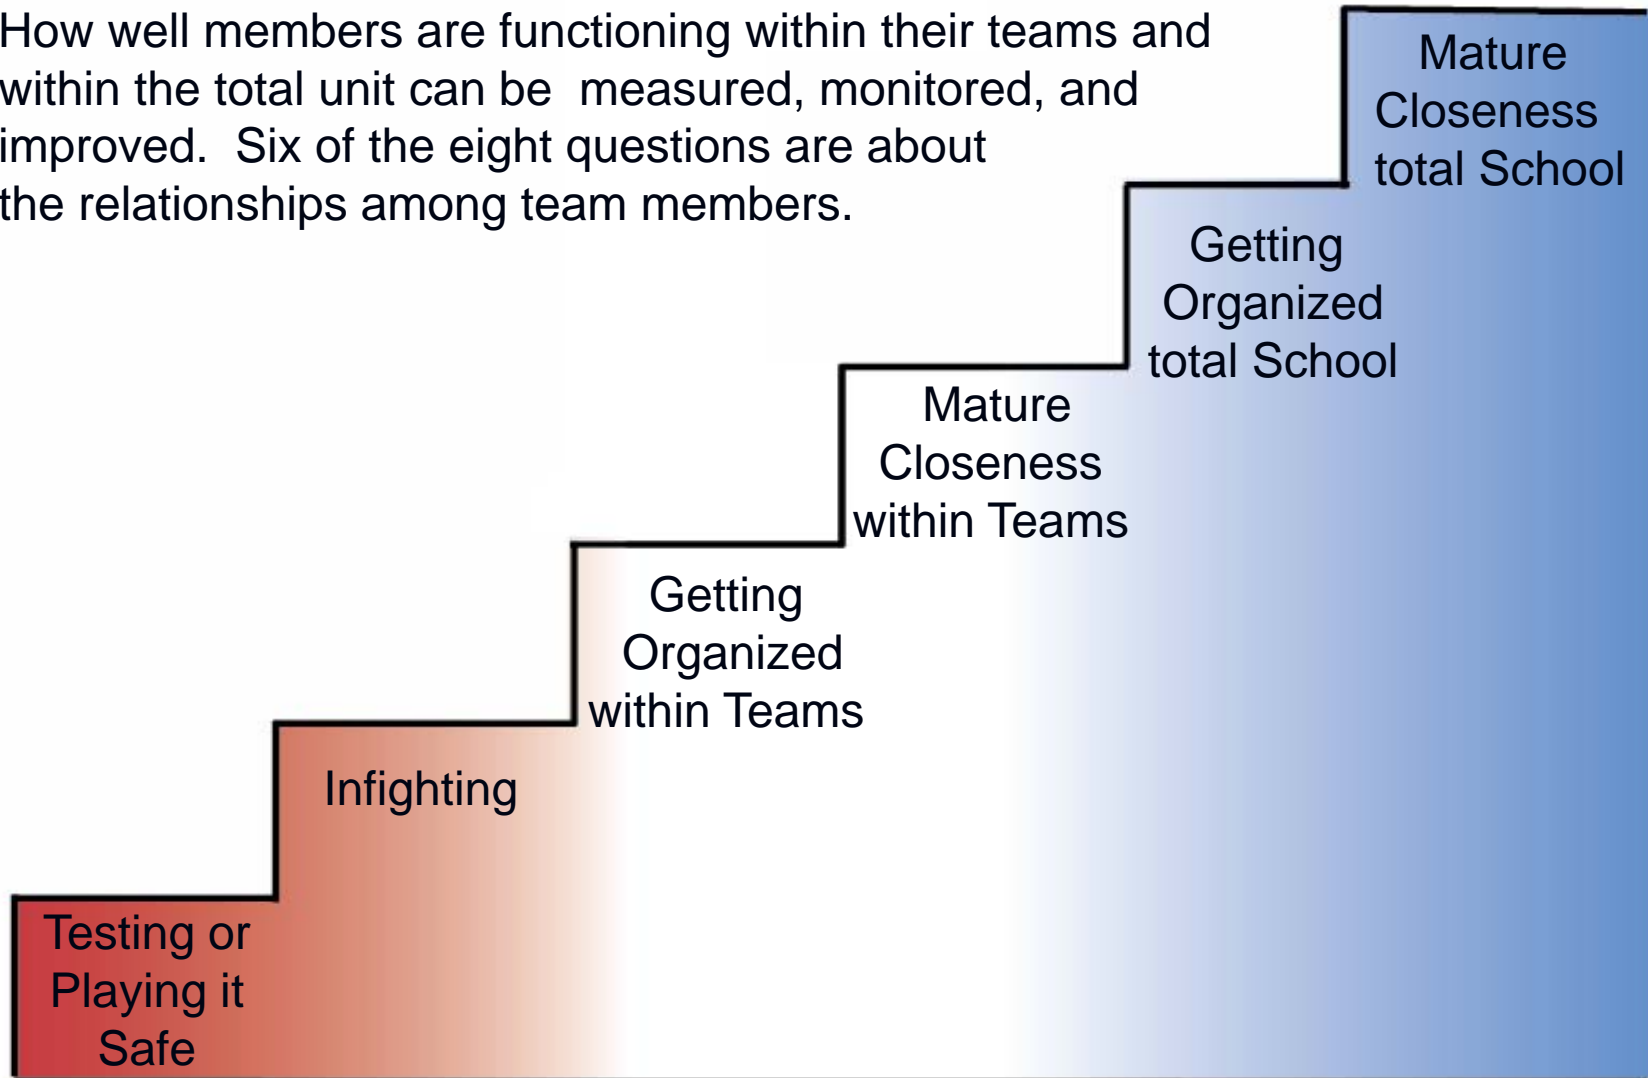 How well members are functioning within their teams and
within the total unit can be  measured, monitored, and
improved.  Six of the eight questions are about
the relationships among team members.
Mature
Closeness
total School
Getting
Organized
total School
Mature
Closeness
within Teams
Getting
Organized
within Teams
Infighting
Testing or
Playing it
Safe